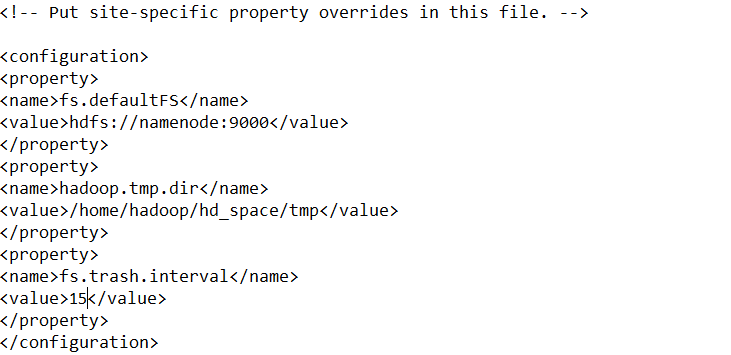 <!-- Put site-specific property overrides in this file. -->
<configuration>
<property>
<name>fs.defaultFS</name>
<value>hdfs://namenode:9000</value>
</property>
<property>
<name>hadoop.tmp.dir</name>
<value>/home/hadoop/hd_space/tmp</value>
</property>
<property>
<name>fs.trash.interval</name>
<value>15</value>
</property>
</configuration>